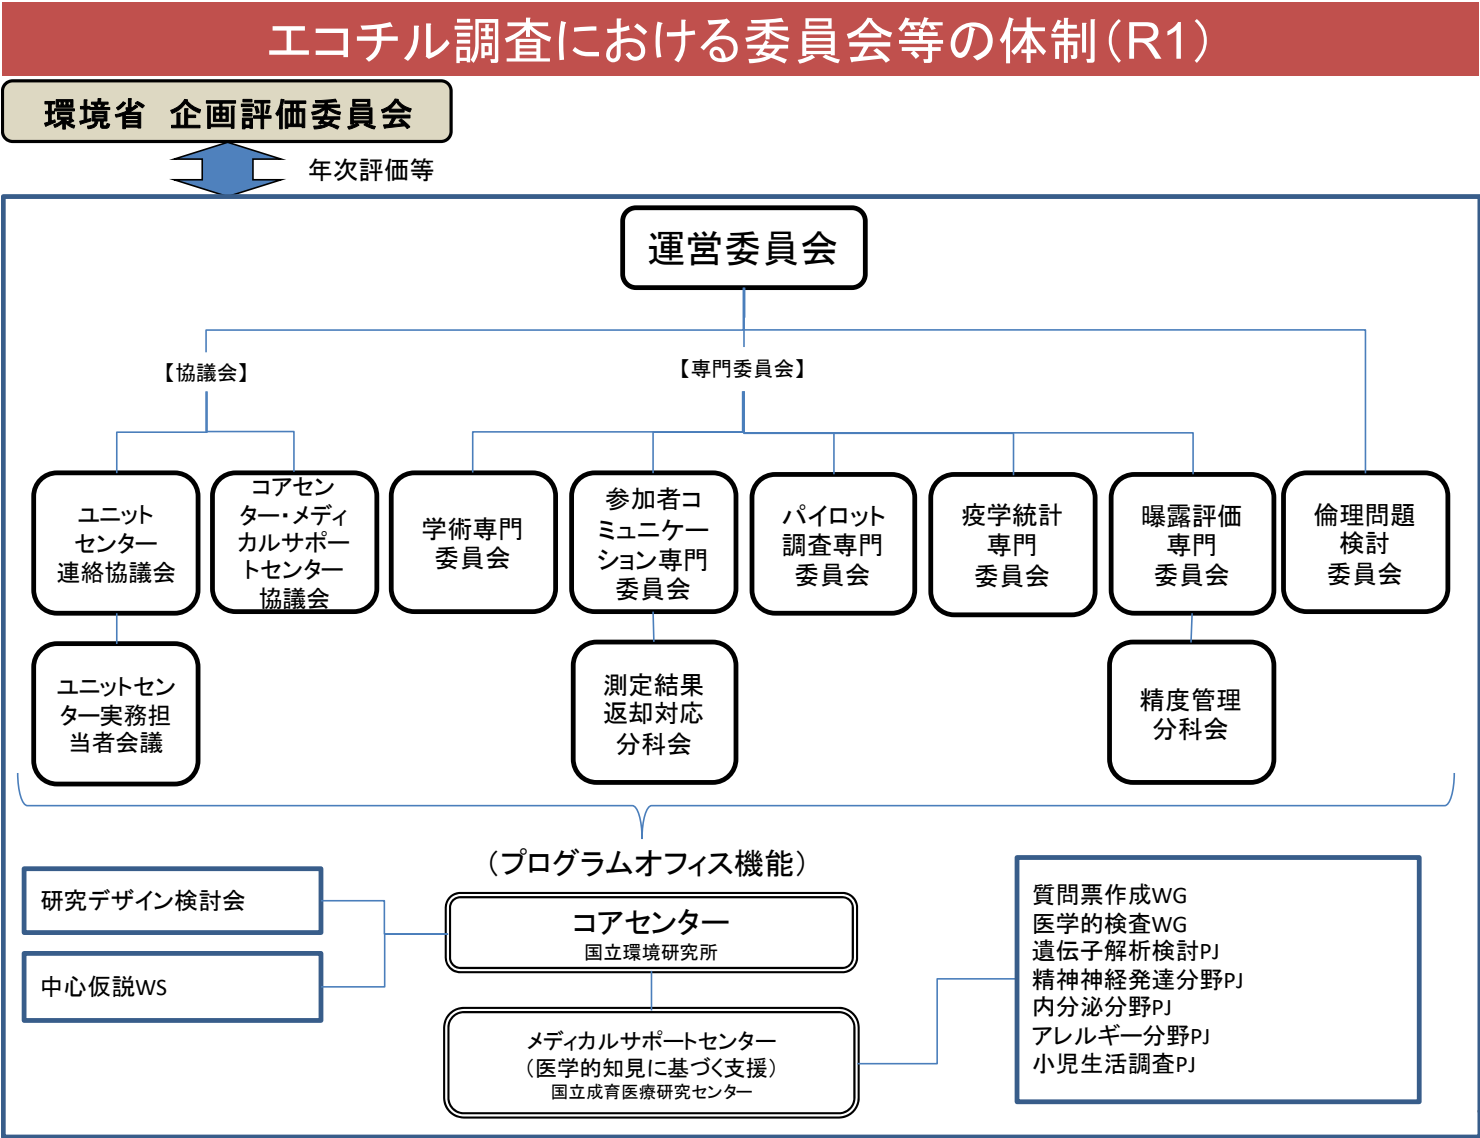 エコチル調査における委員会等の体制（R1）
環境省　企画評価委員会
年次評価等
運営委員会
【協議会】
【専門委員会】
ユニット
センター
連絡協議会
コアセン
ター・メディ
カルサポー
トセンター
協議会
学術専門
委員会
参加者コ
ミュニケー
ション専門
委員会
パイロット
調査専門
委員会
疫学統計
専門
委員会
曝露評価
専門
委員会
倫理問題
検討
委員会
ユニットセン
ター実務担
当者会議
測定結果
返却対応
分科会
精度管理
分科会
（プログラムオフィス機能）
研究デザイン検討会
中心仮説WS
コアセンター
国立環境研究所
メディカルサポートセンター
（医学的知見に基づく支援）
国立成育医療研究センター
質問票作成WG
医学的検査WG
遺伝子解析検討PJ
精神神経発達分野PJ
内分泌分野PJ
アレルギー分野PJ
小児生活調査PJ